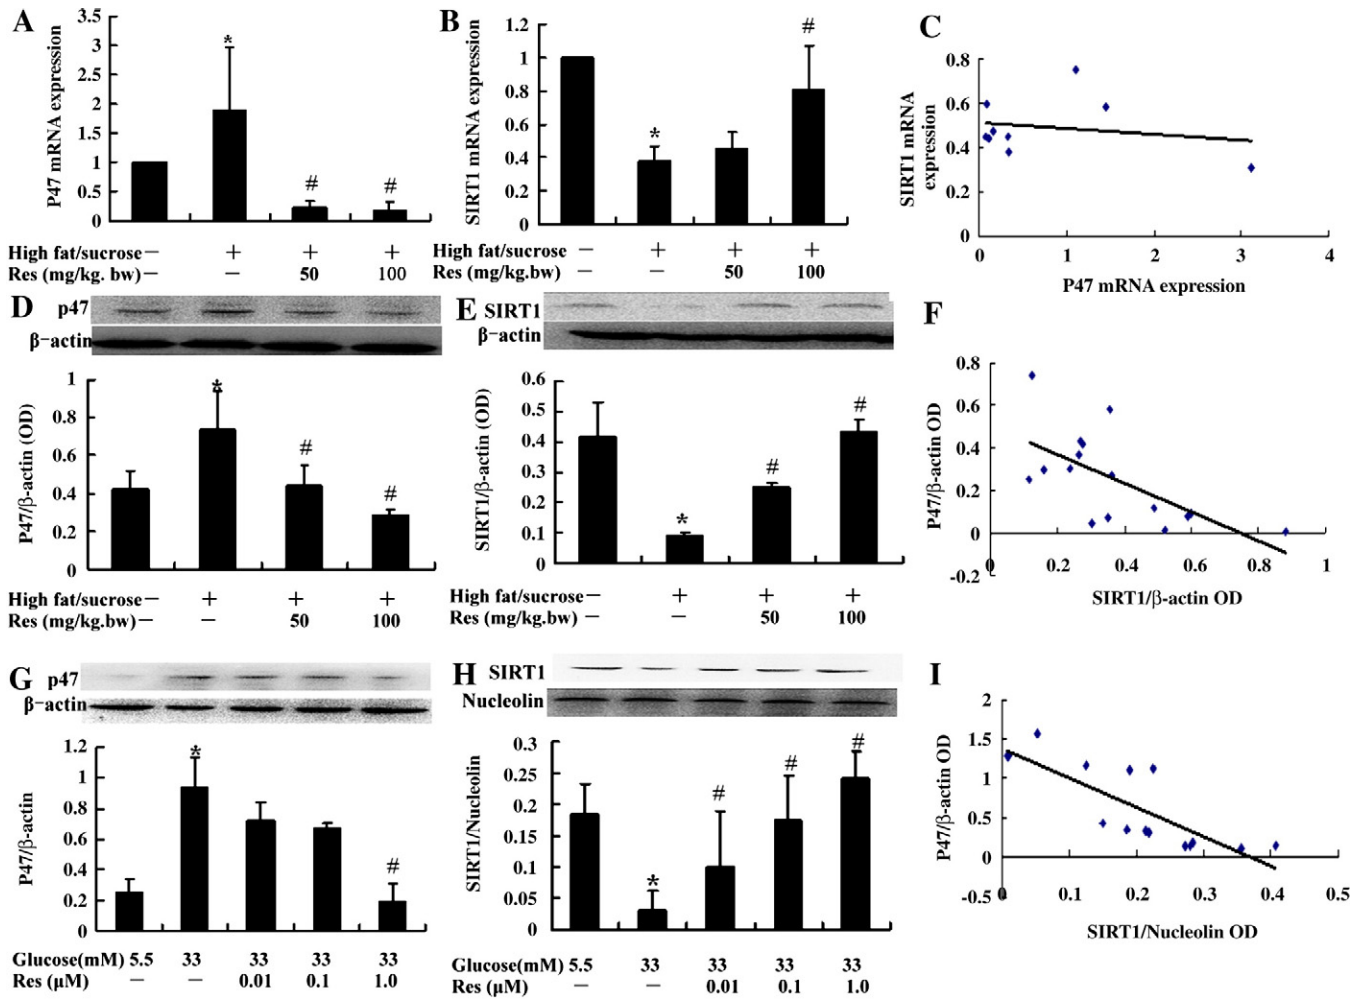 A
P47 mRNA expression
3.5
3
2.5
2
1.5
1
0.5
0
*
#
#
High fat/sucrose — + + +
Res (mg/kg. bw) — — 50 100
B
SIRT1 mRNA expression
1.2
1
0.8
0.6
0.4
0.2
0
*
#
High fat/sucrose — + + +
Res (mg/kg.bw) — — 50 100
C
SIRT1 mRNA
expression
0.8
0.6
0.4
0.2
0
0 1 2 3 4
P47 mRNA expression
D
p47
β-actin
P47/β-actin (OD)
1
0.8
0.6
0.4
0.2
0
*
#
#
High fat/sucrose — + + +
Res (mg/kg.bw) — — 50 100
E
SIRT1
β-actin
SIRT1/β-actin (OD)
0.6
0.5
0.4
0.3
0.2
0.1
0
*
#
#
High fat/sucrose — + + +
Res (mg/kg.bw) — — 50 100
F
P47/β-actin OD
0.8
0.6
0.4
0.2
0
-0.2
0 0.2 0.4 0.6 0.8 1
SIRT1/β-actin OD
G
p47
β-actin
P47/β-actin
1.2
1
0.8
0.6
0.4
0.2
0
*
#
Glucose(mM) 5.5 33 33 33 33
Res (μM) — — 0.01 0.1 1.0
H
SIRT1
Nucleolin
SIRT1/Nucleolin
0.3
0.25
0.2
0.15
0.1
0.05
0
*
#
#
#
Glucose(mM) 5.5 33 33 33 33
Res (μM) — — 0.01 0.1 1.0
I
P47/β-actin OD
2
1.5
1
0.5
0
-0.5
0 0.1 0.2 0.3 0.4 0.5
SIRT1/Nucleolin OD